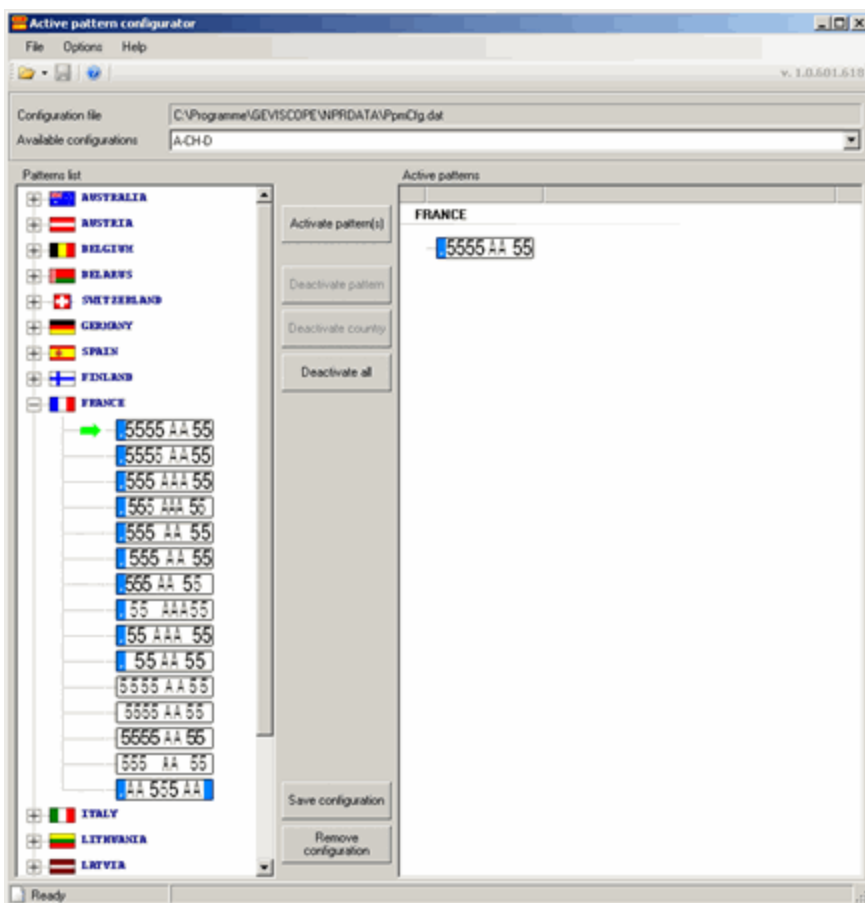 Active pattern configurator
File Options Help
v. 1.0.601.618
Configuration file C:\Programme\GEVISCOPE\NPRDATA\PpmCfg.dat
Available configurations A-CH-D
Patterns list
Active patterns
AUSTRALIA
AUSTRIA
BELGIUM
BELARUS
SWITZERLAND
GERMANY
SPAIN
FINLAND
FRANCE
5555 AA 55
5555 AA 55
555 AAA 55
555 AAA 55
555 AA 55
555 AA 55
555 AA 55
55 AAA55
55 AAA 55
55 AA 55
5555 AA 55
5555 AA 55
5555 AA 55
555 AA 55
AA 555 AA
ITALY
LITHUANIA
LATVIA
Activate pattern(s)
Deactivate pattern
Deactivate country
Deactivate all
Save configuration
Remove
configuration
FRANCE
5555 AA 55
Ready